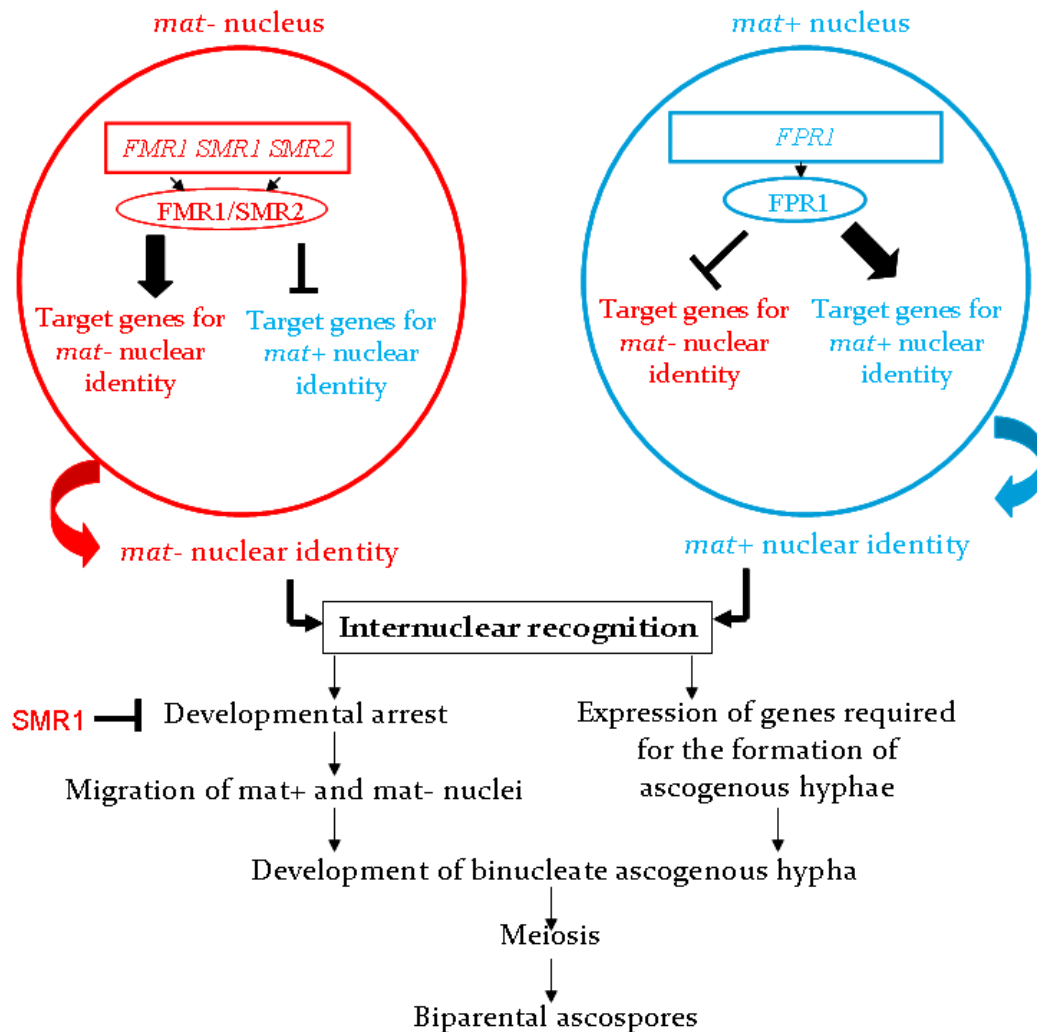 mat- nucleus
mat+ nucleus
FMR1 SMR1 SMR2
FPR1
FMR1/SMR2
FPR1
Target genes for
mat- nuclear
identity
Target genes for
mat+ nuclear
identity
Target genes for
mat- nuclear
identity
Target genes for
mat+ nuclear
identity
mat- nuclear identity
mat+ nuclear identity
Internuclear recognition
SMR1
Developmental arrest
Expression of genes required
for the formation of
ascogenous hyphae
Migration of mat+ and mat- nuclei
Development of binucleate ascogenous hypha
Meiosis
Biparental ascospores